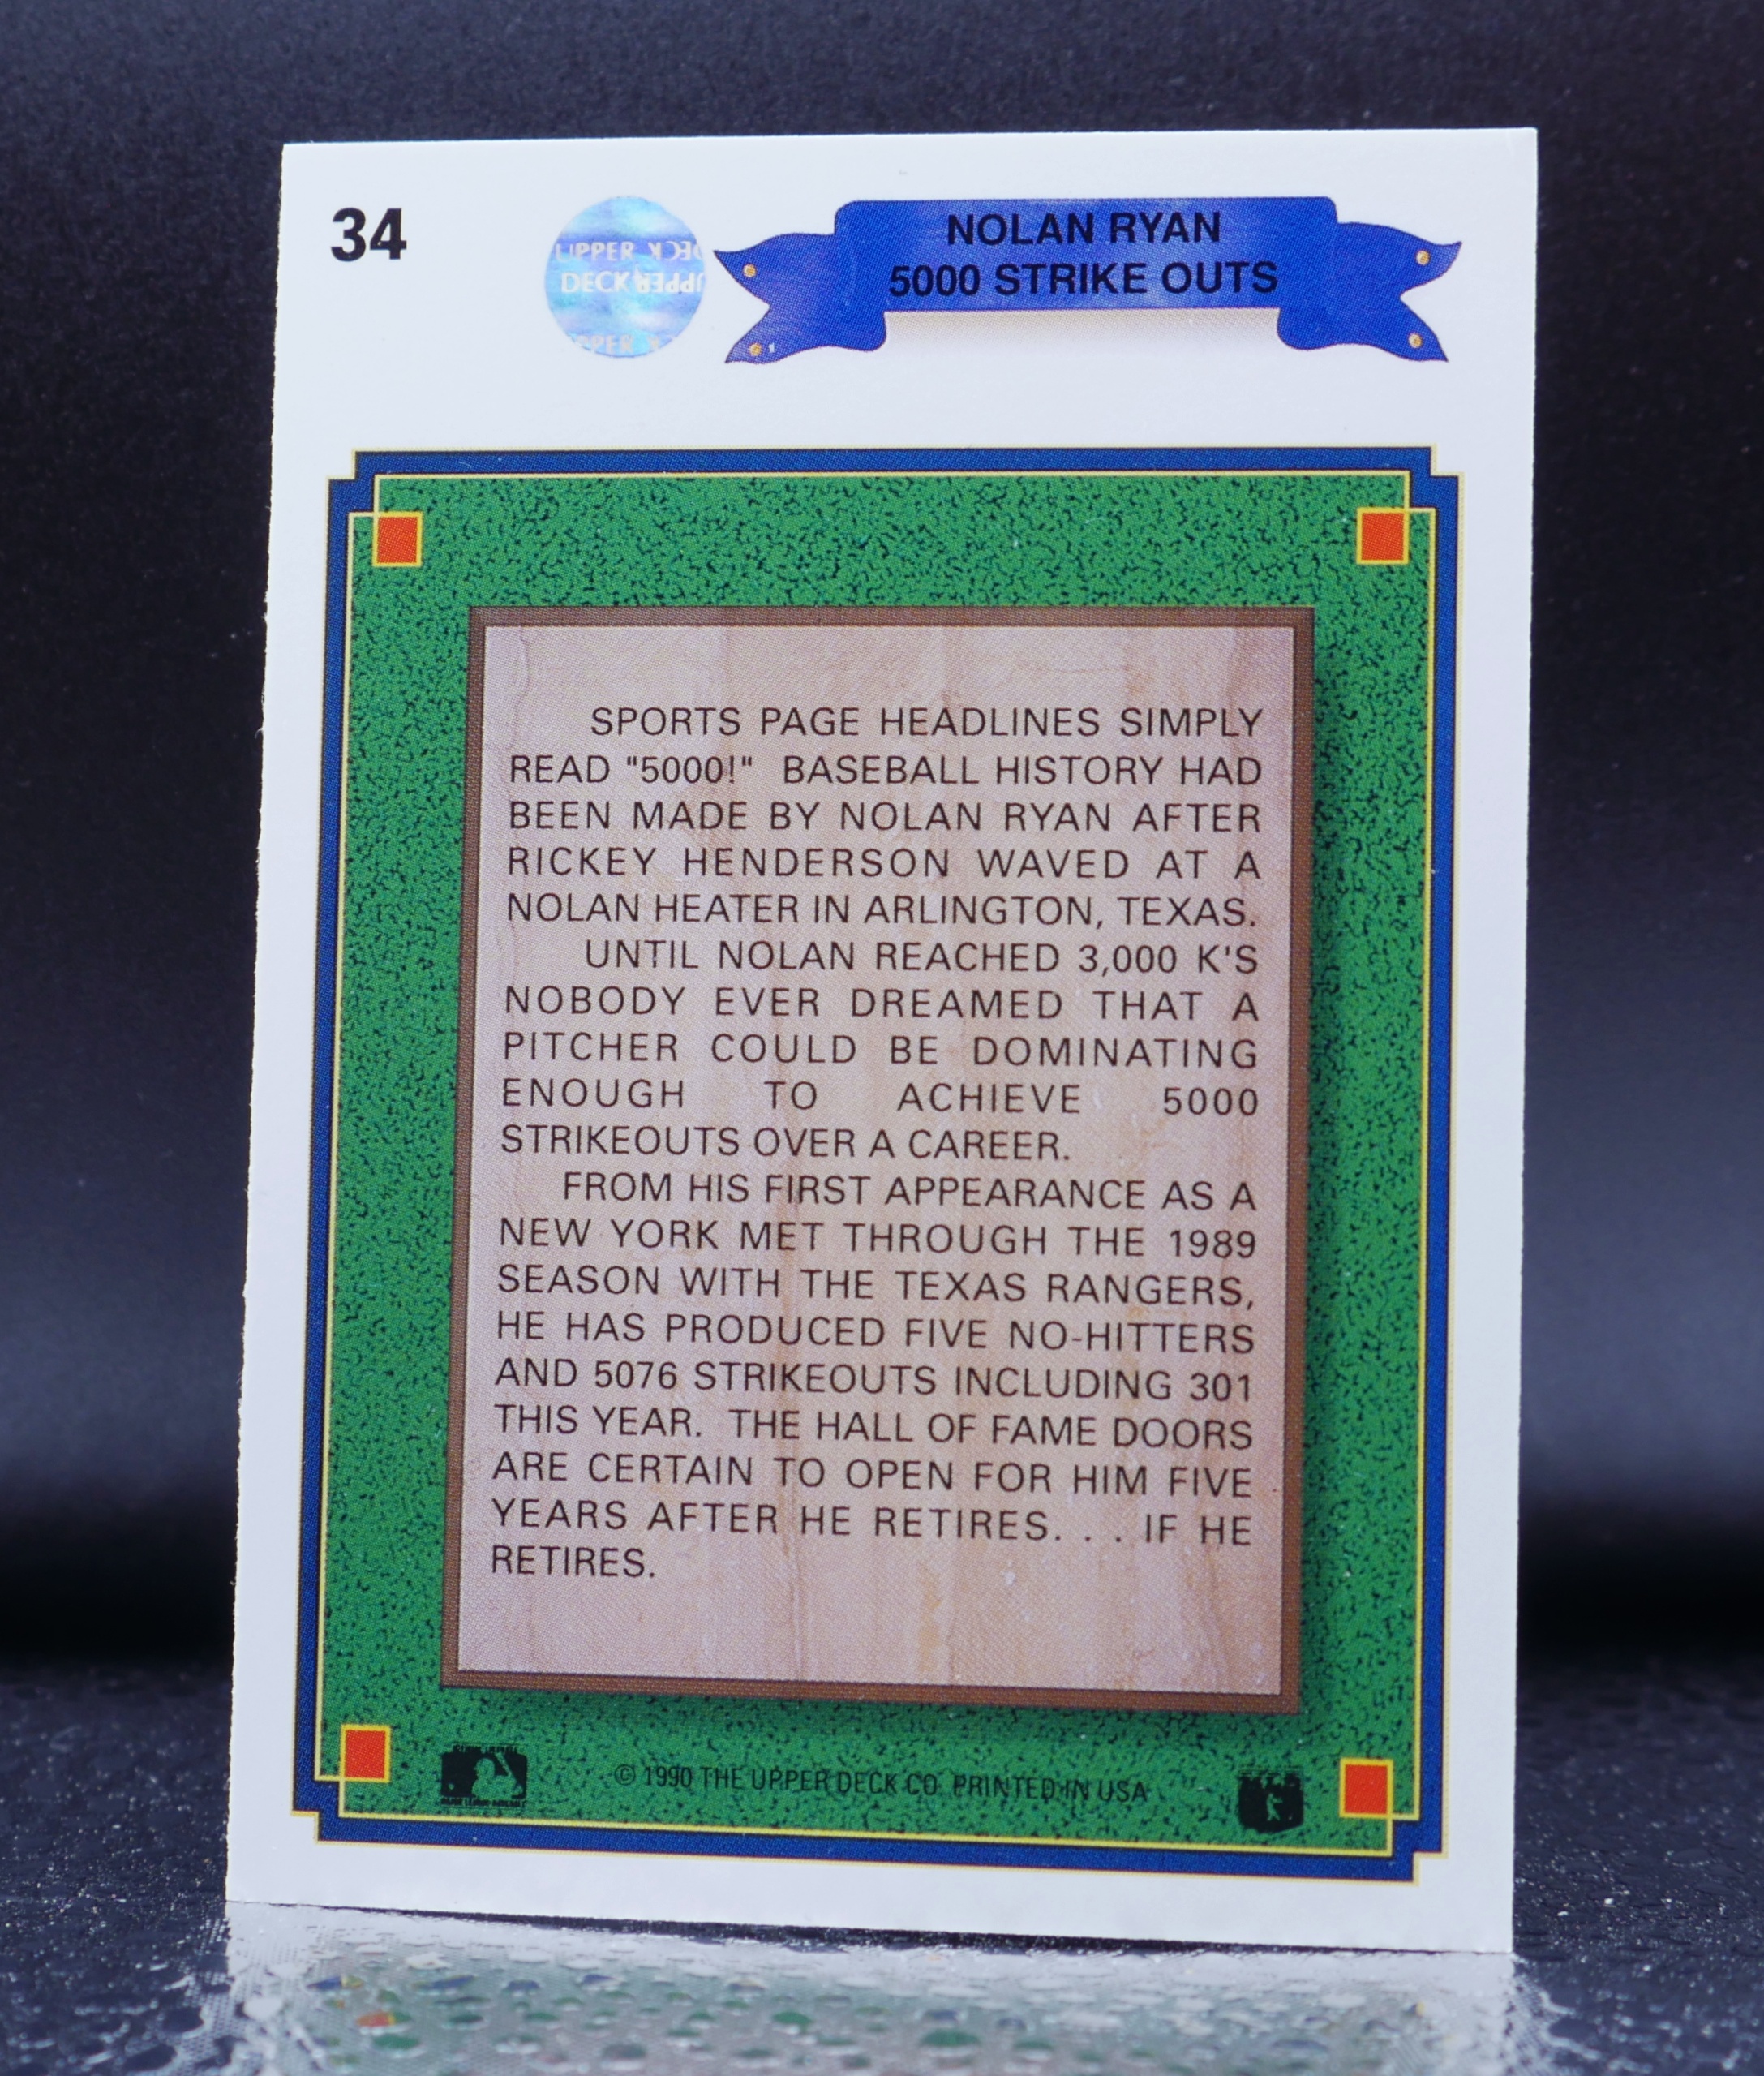 34
UPPER
DECK
NOLAN RYAN
5000 STRIKE OUTS
SPORTS PAGE HEADLINES SIMPLY
READ "5000!" BASEBALL HISTORY HAD
BEEN MADE BY NOLAN RYAN AFTER
RICKEY HENDERSON WAVED AT A
NOLAN HEATER IN ARLINGTON, TEXAS.
UNTIL NOLAN REACHED 3,000 K'S
NOBODY EVER DREAMED THAT A
PITCHER COULD BE DOMINATING
ENOUGH TO ACHIEVE 5000
STRIKEOUTS OVER A CAREER.
FROM HIS FIRST APPEARANCE AS A
NEW YORK MET THROUGH THE 1989
SEASON WITH THE TEXAS RANGERS,
HE HAS PRODUCED FIVE NO-HITTERS
AND 5076 STRIKEOUTS INCLUDING 301
THIS YEAR. THE HALL OF FAME DOORS
ARE CERTAIN TO OPEN FOR HIM FIVE
YEARS AFTER HE RETIRES. . . IF HE
RETIRES.
© 1990 THE UPPER DECK CO. PRINTED IN USA